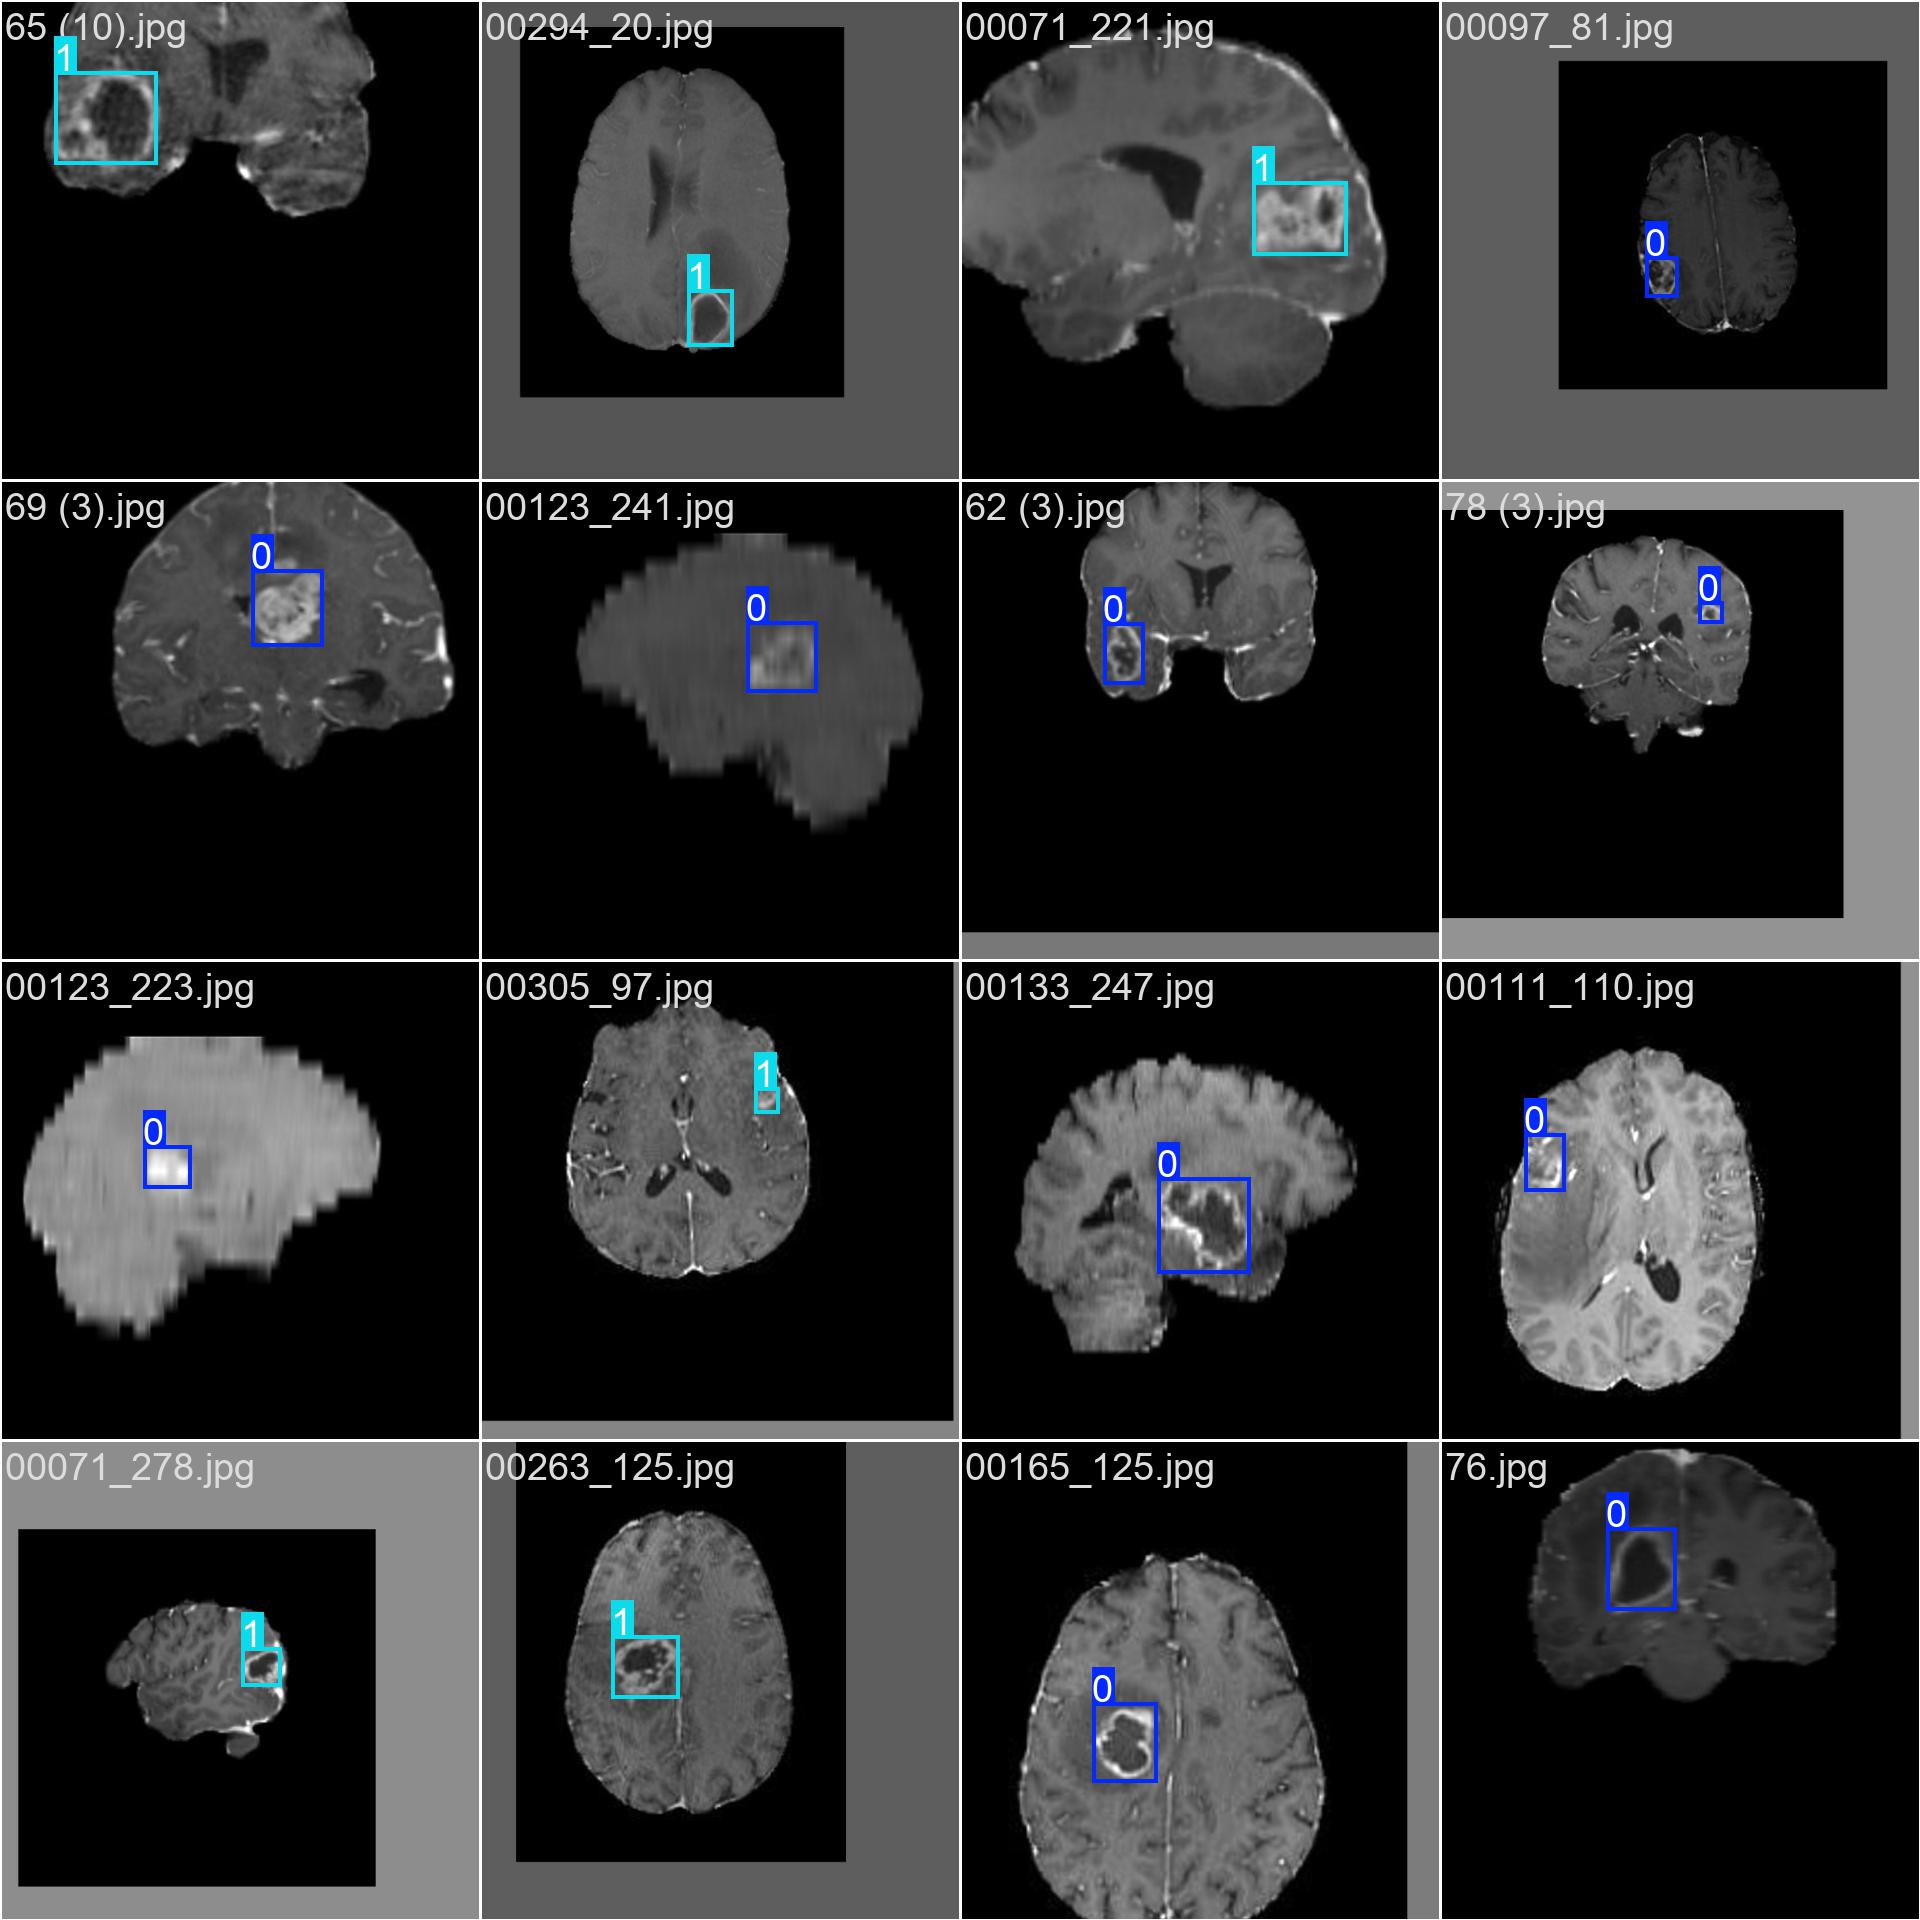 65 (10).jpg
1
00294_20.jpg
1
00071_221.jpg
1
00097_81.jpg
0
69 (3).jpg
0
00123_241.jpg
0
62 (3).jpg
0
78 (3).jpg
0
00123_223.jpg
0
00305_97.jpg
1
00133_247.jpg
0
00111_110.jpg
0
00071_278.jpg
1
00263_125.jpg
1
00165_125.jpg
0
76.jpg
0